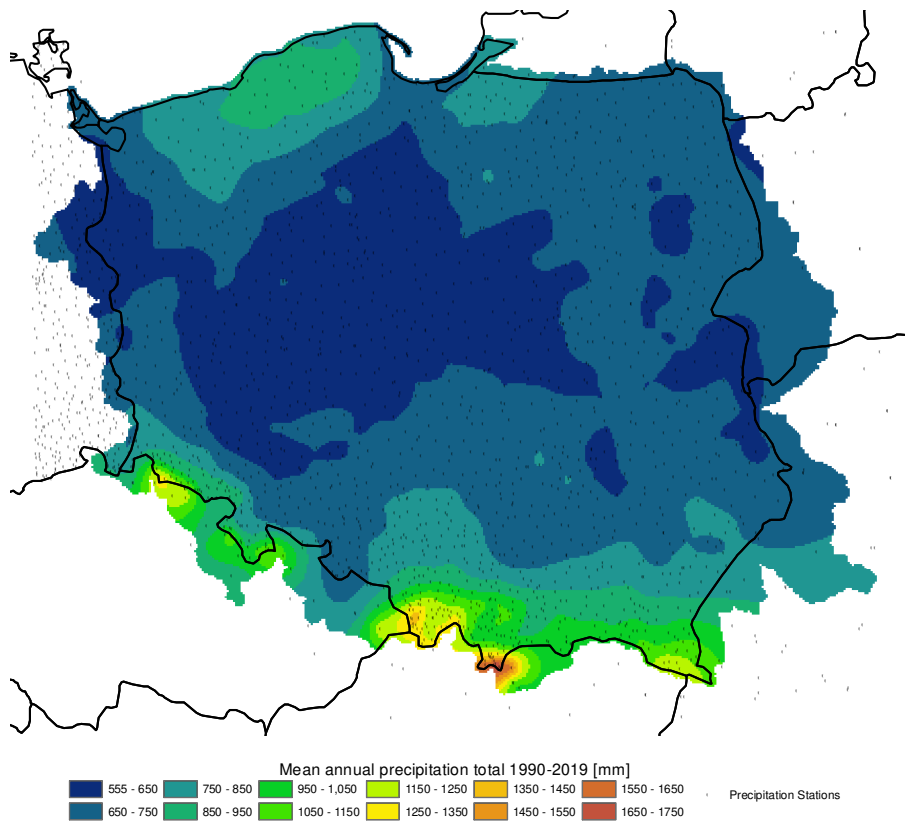 Mean annual precipitation total 1990-2019 [mm]
555 - 650 750 - 850 950 - 1,050 1150 - 1250 1350 - 1450 1550 - 1650 Precipitation Stations
650 - 750 850 - 950 1050 - 1150 1250 - 1350 1450 - 1550 1650 - 1750